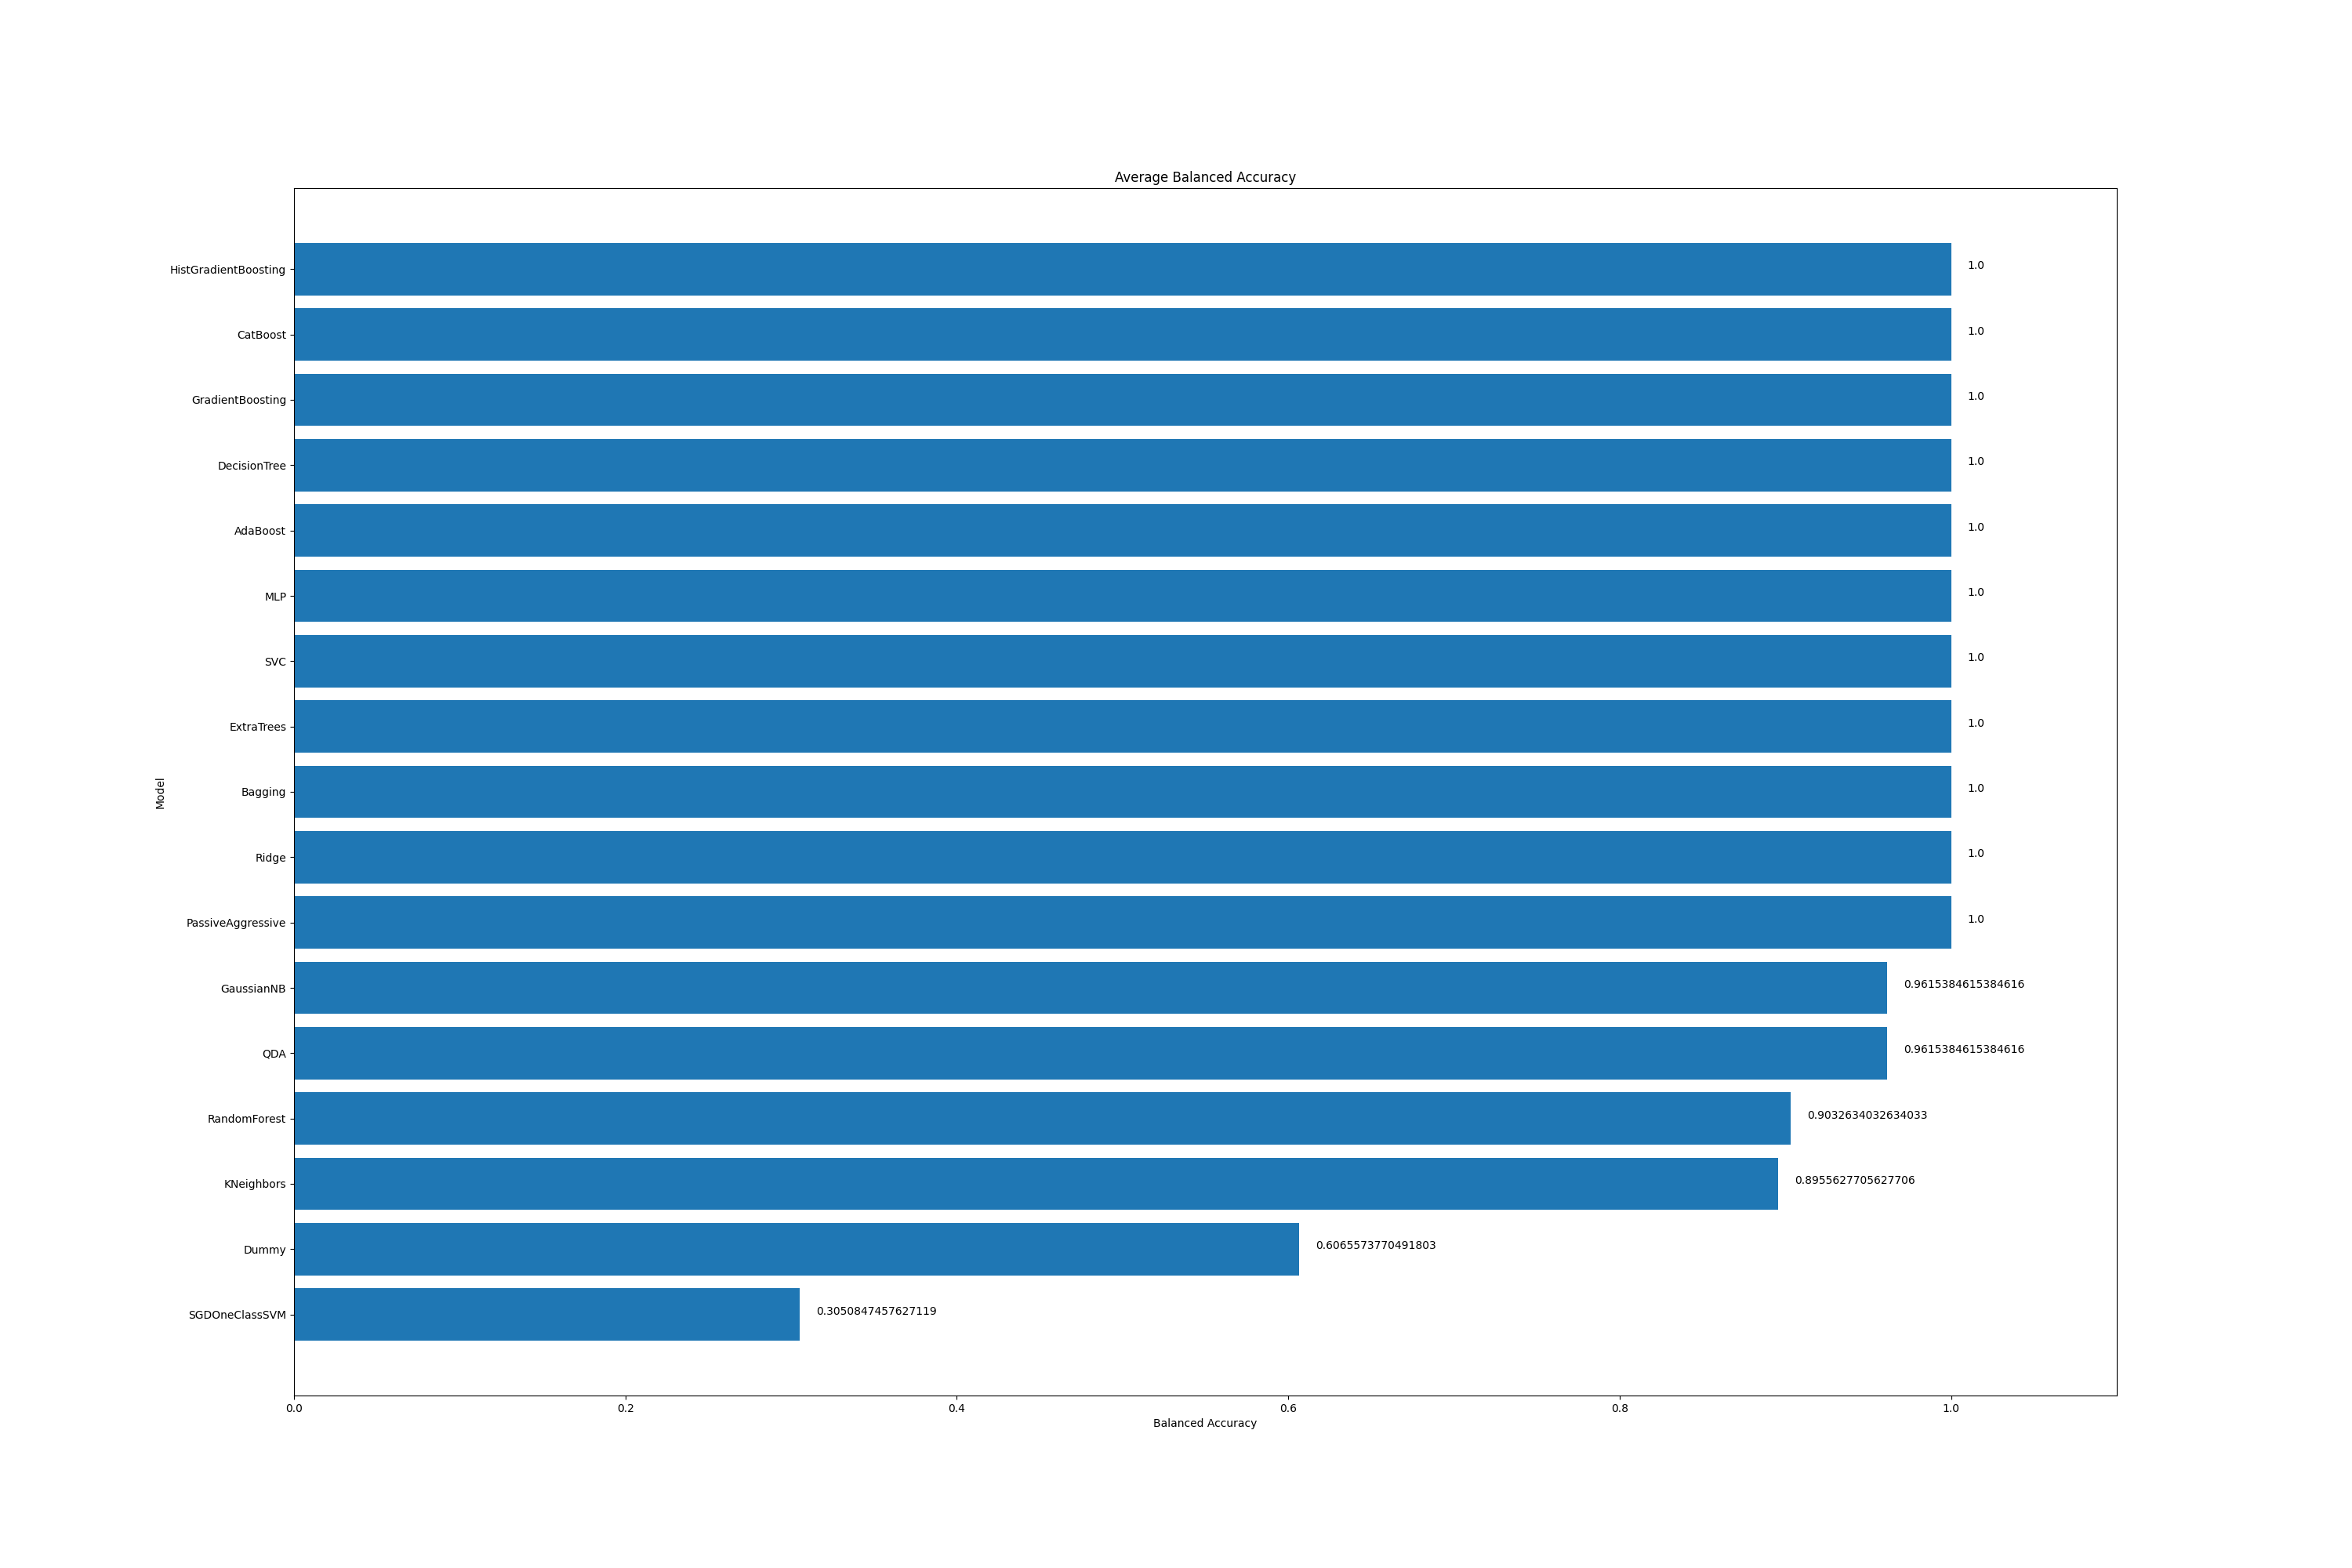 Average Balanced Accuracy
HistGradientBoosting 1.0
CatBoost 1.0
GradientBoosting 1.0
DecisionTree 1.0
AdaBoost 1.0
MLP 1.0
SVC 1.0
ExtraTrees 1.0
Bagging 1.0
Model
Ridge 1.0
PassiveAggressive 1.0
GaussianNB 0.9615384615384616
QDA 0.9615384615384616
RandomForest 0.9032634032634033
KNeighbors 0.8955627705627706
Dummy 0.6065573770491803
SGDOneClassSVM 0.3050847457627119
0.0 0.2 0.4 0.6 0.8 1.0
Balanced Accuracy